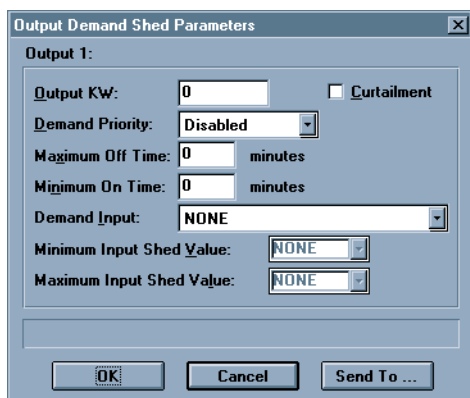 Output Demand Shed Parameters
Output 1:
Output KW: 0 Curtailment
Demand Priority: Disabled
Maximum Off Time: 0 minutes
Minimum On Time: 0 minutes
Demand Input: NONE
Minimum Input Shed Value: NONE
Maximum Input Shed Value: NONE
OK Cancel Send To ...